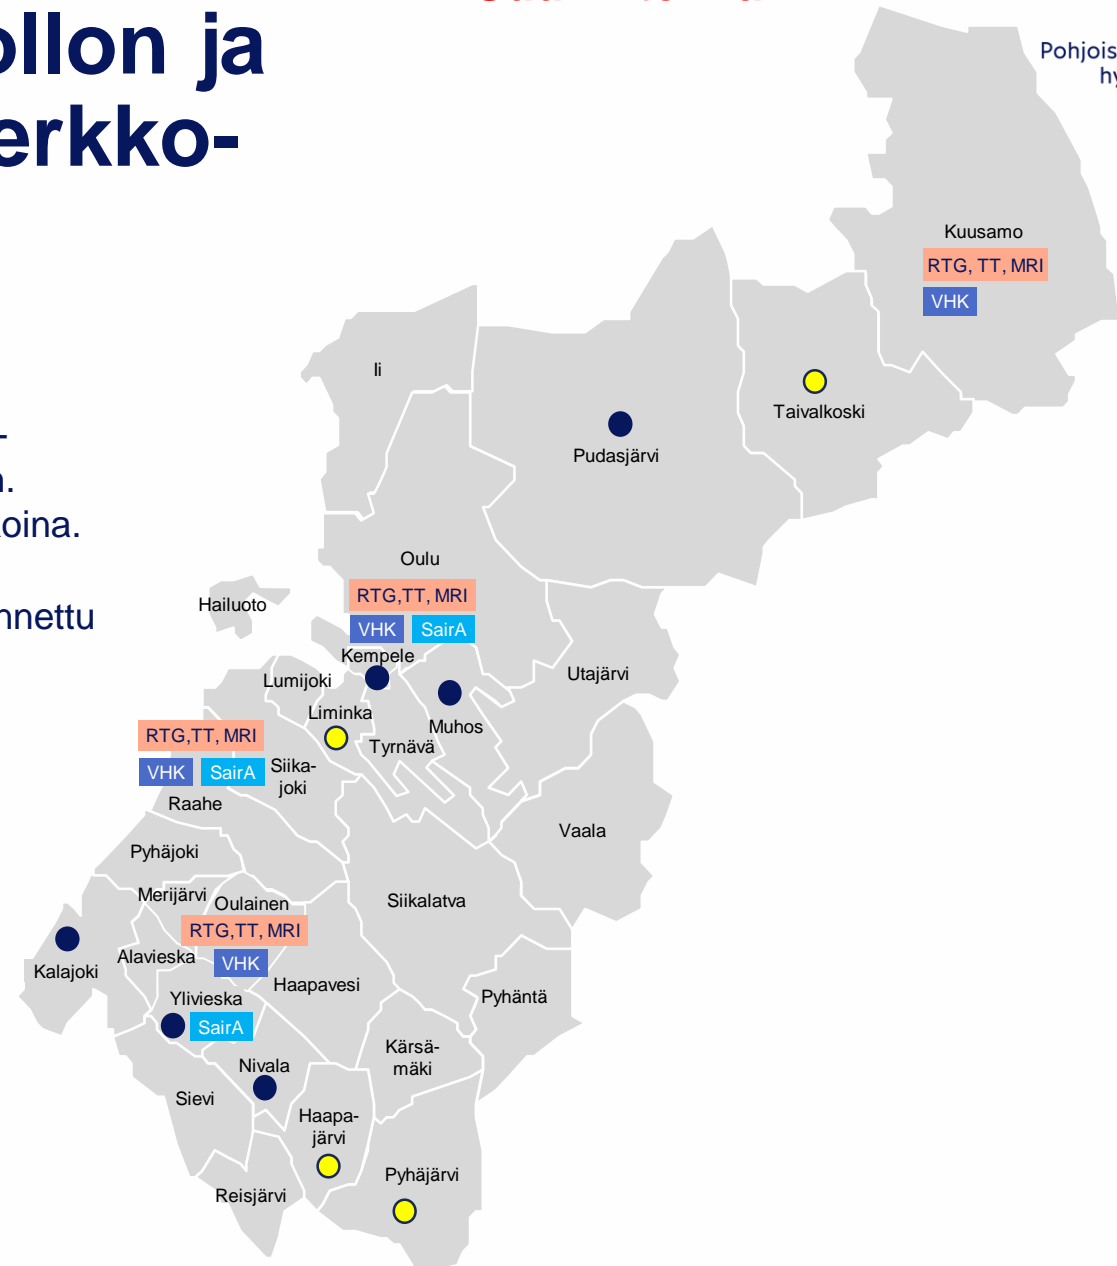 ollon ja
erkko-
Pohjois
hy
n.
oina.
nnettu
Kuusamo
RTG, TT, MRI
VHK
Ii
Taivalkoski
Pudasjärvi
Oulu
RTG,TT, MRI
VHK SairA
Hailuoto
Kempele
Utajärvi
Lumijoki
Liminka
Muhos
Tyrnävä
RTG,TT, MRI
VHK SairA
Siika-
joki
Raahe
Vaala
Pyhäjoki
Merijärvi
Oulainen
RTG,TT, MRI
VHK
Siikalatva
Alavieska
Kalajoki
Haapavesi
Pyhäntä
Ylivieska
SairA
Kärsä-
mäki
Nivala
Sievi
Haapa-
järvi
Pyhäjärvi
Reisjärvi